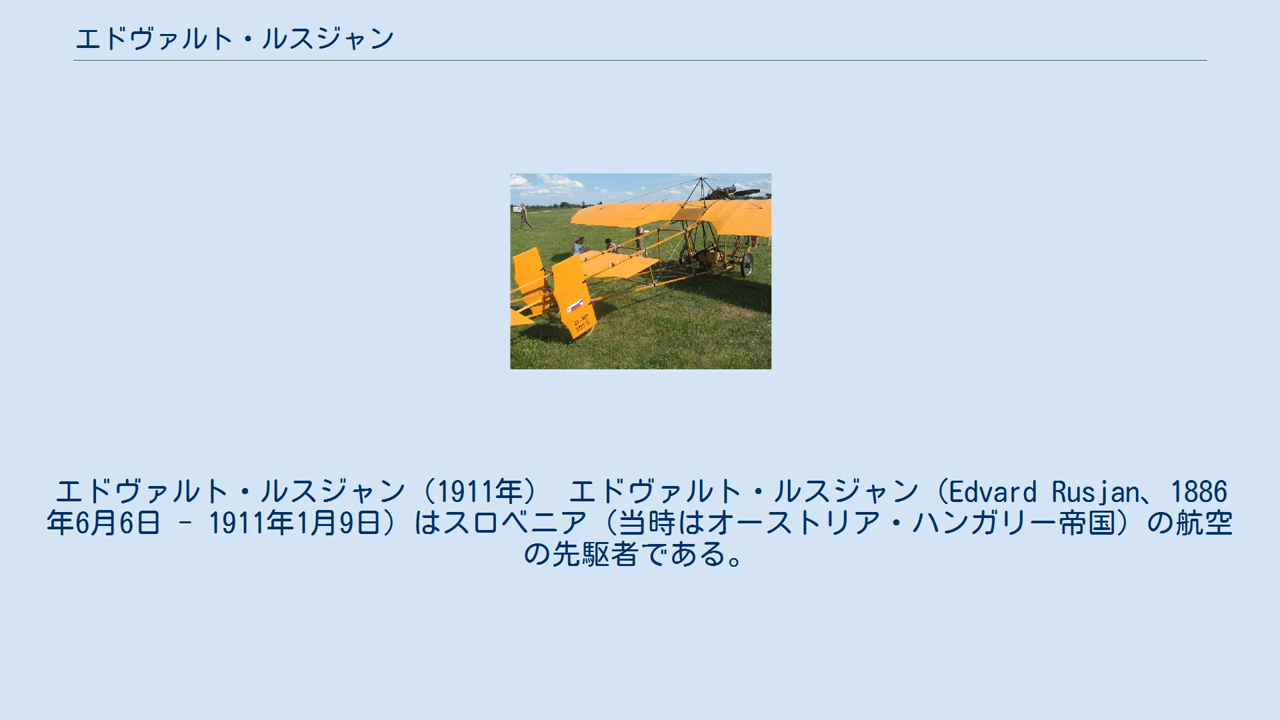 エドヴァルト・ルスジャン
エドヴァルト・ルスジャン（1911年） エドヴァルト・ルスジャン（Edvard Rusjan、1886
年6月6日 - 1911年1月9日）はスロベニア（当時はオーストリア・ハンガリー帝国）の航空
の先駆者である。